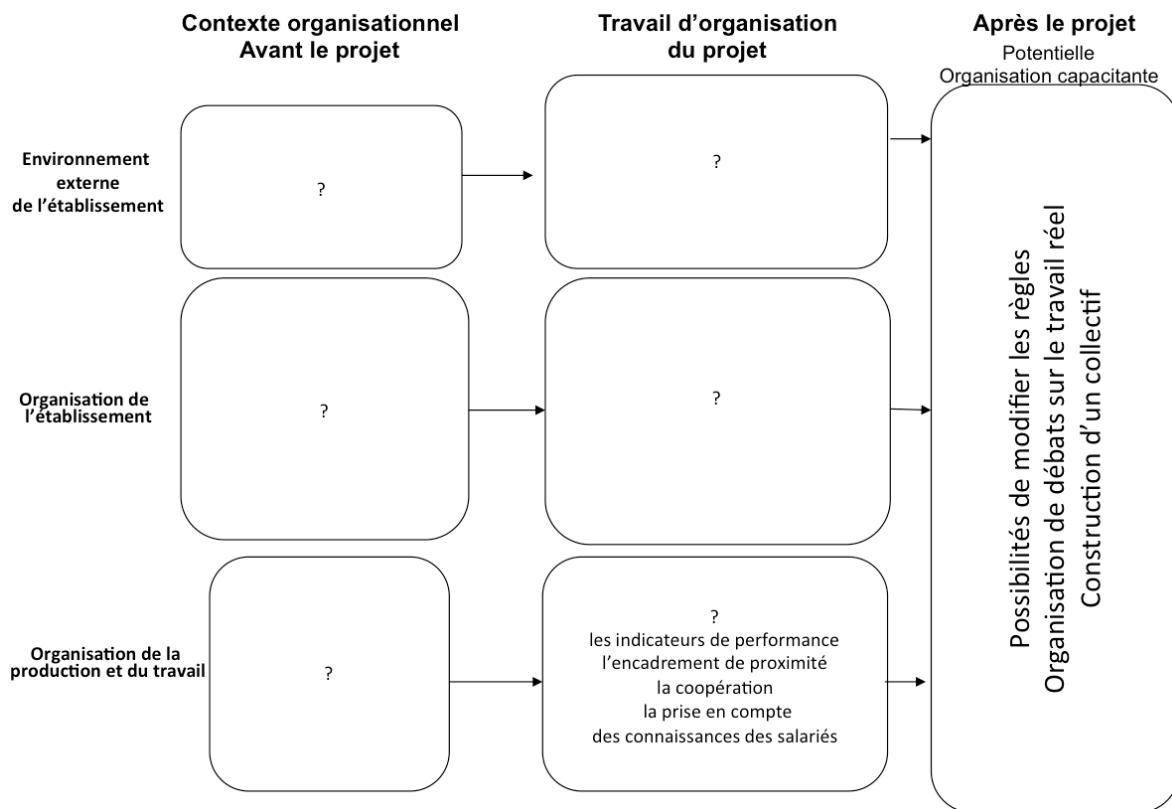 Contexte organisationnel
Avant le projet
Travail d'organisation
du projet
Après le projet
Potentielle
Organisation capacitante
Environnement
externe
de l'établissement
?
?
Organisation de
l'établissement
?
?
Organisation de la
production et du travail
?
?
les indicateurs de performance
l'encadrement de proximité
la coopération
la prise en compte
des connaissances des salariés
Possibilités de modifier les règles
Organisation de débats sur le travail réel
Construction d'un collectif